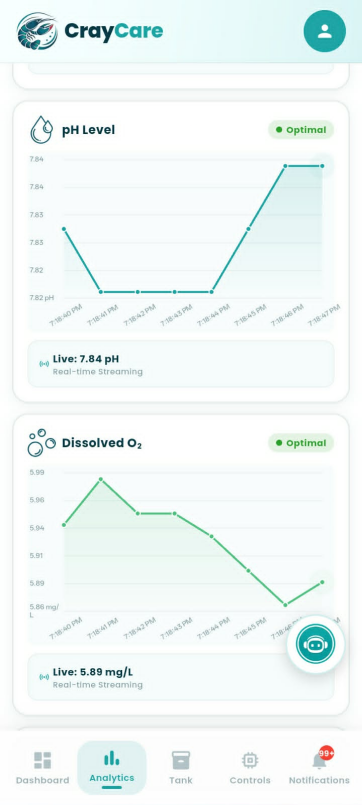 CrayCare
pH Level
Optimal
7.84
7.84
7.83
7.83
7.82
7.82 pH
7:18:40 PM 7:18:41 PM 7:18:42 PM 7:18:43 PM 7:18:44 PM 7:18:45 PM 7:18:46 PM 7:18:47 PM
Live: 7.84 pH
Real-time Streaming
Dissolved O₂
Optimal
5.99
5.96
5.94
5.91
5.89
5.86 mg/
L
7:18:40 PM 7:18:41 PM 7:18:42 PM 7:18:43 PM 7:18:44 PM 7:18:45 PM
Live: 5.89 mg/L
Real-time Streaming
99+
Dashboard Analytics Tank Controls Notifications